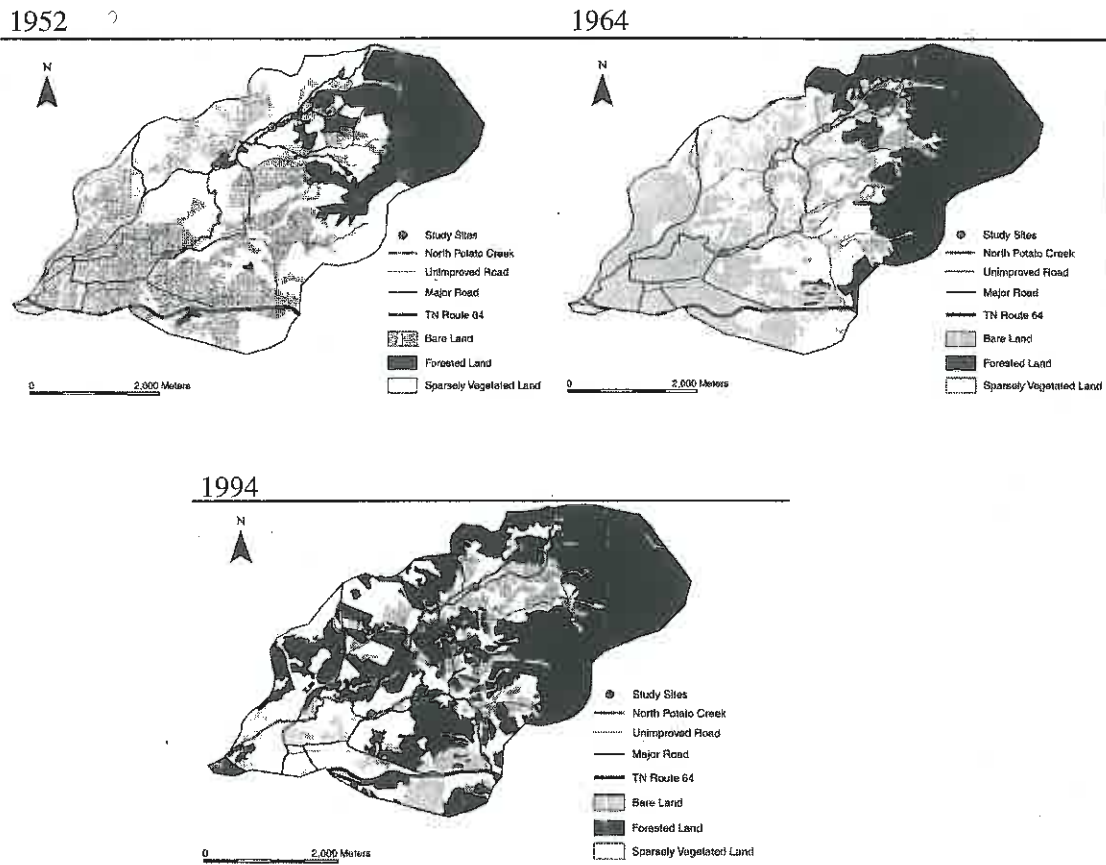 1952
1964
N
Study Sites
North Potato Creek
Unimproved Road
Major Road
TN Route 64
Bare Land
Forested Land
Sparsely Vegetated Land
0 2,000 Meters
N
Study Sites
North Potato Creek
Unimproved Road
Major Road
TN Route 64
Bare Land
Forested Land
Sparsely Vegetated Land
0 2,000 Meters
1994
N
Study Sites
North Potato Creek
Unimproved Road
Major Road
TN Route 64
Bare Land
Forested Land
Sparsely Vegetated Land
0 2,000 Meters